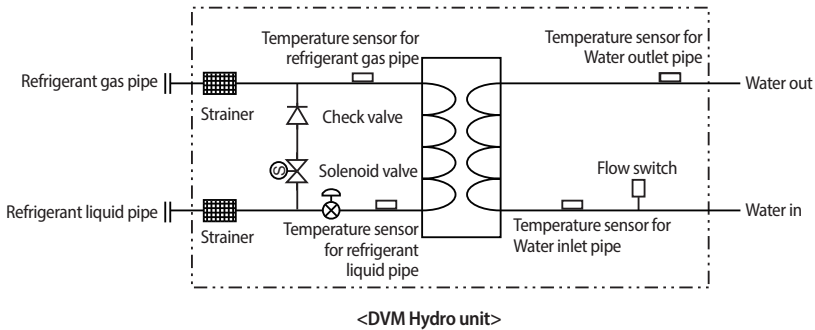 Temperature sensor for
refrigerant gas pipe
Temperature sensor for
Water outlet pipe
Refrigerant gas pipe
Water out
Strainer
Check valve
S
Solenoid valve
Flow switch
Refrigerant liquid pipe
Water in
Strainer
Temperature sensor
for refrigerant
liquid pipe
Temperature sensor for
Water inlet pipe
<DVM Hydro unit>